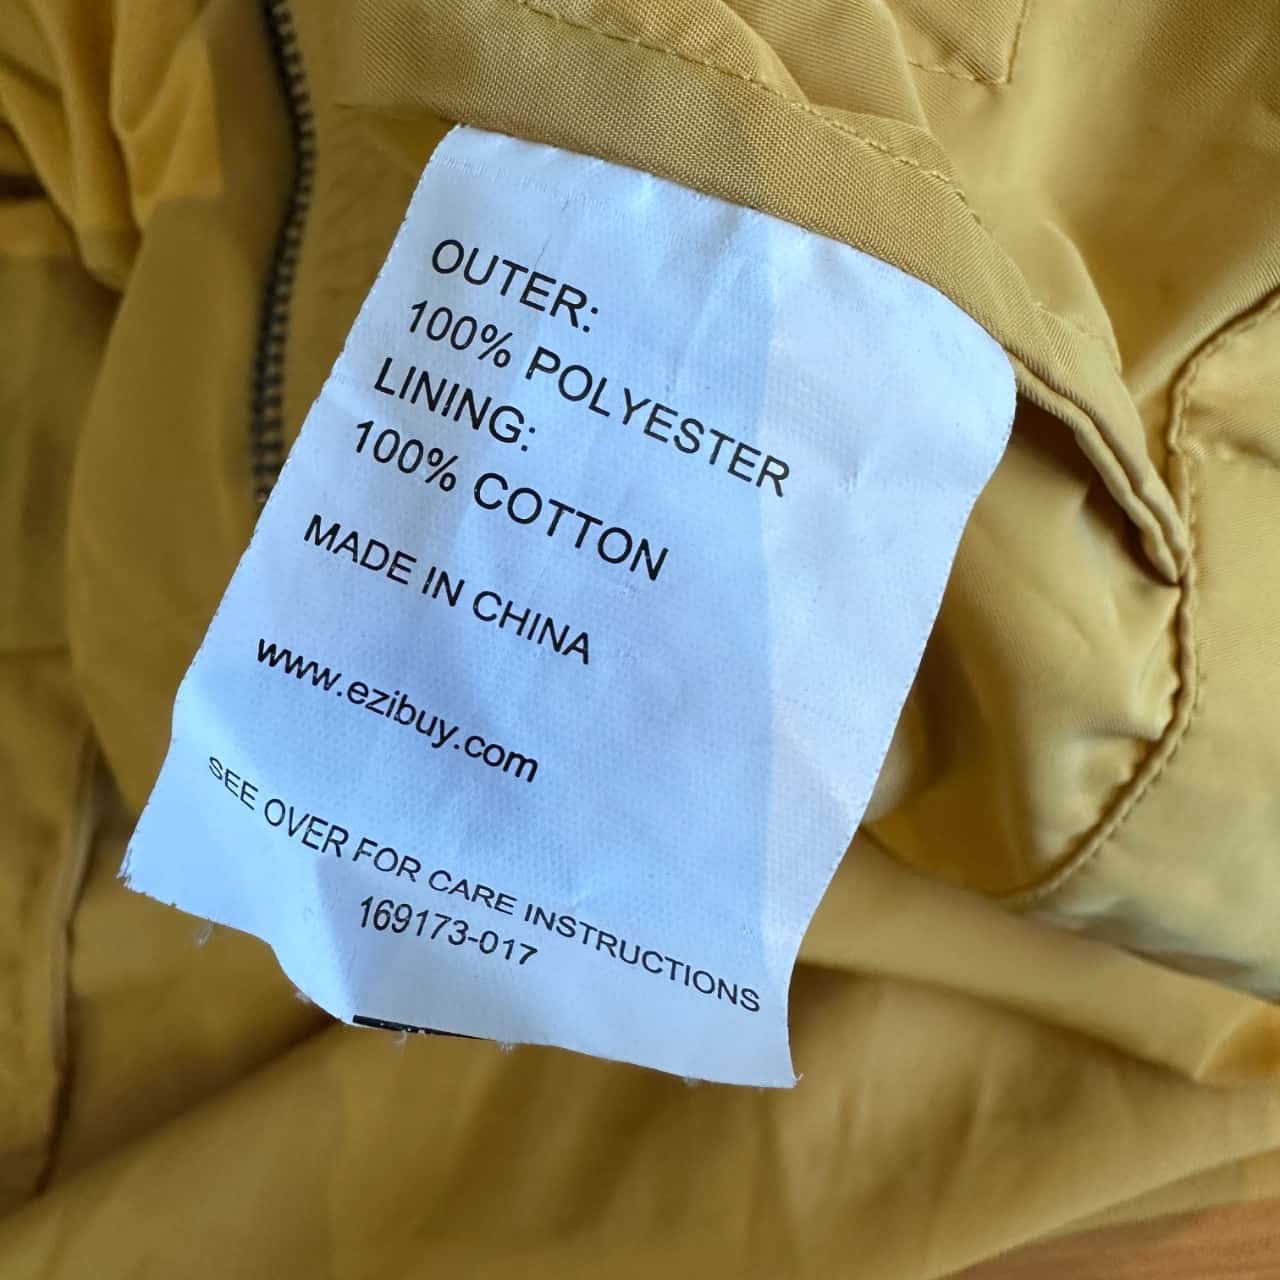 OUTER:
100% POLYESTER
LINING:
100% COTTON
MADE IN CHINA
www.ezibuy.com
SEE OVER FOR CARE INSTRUCTIONS
169173-017